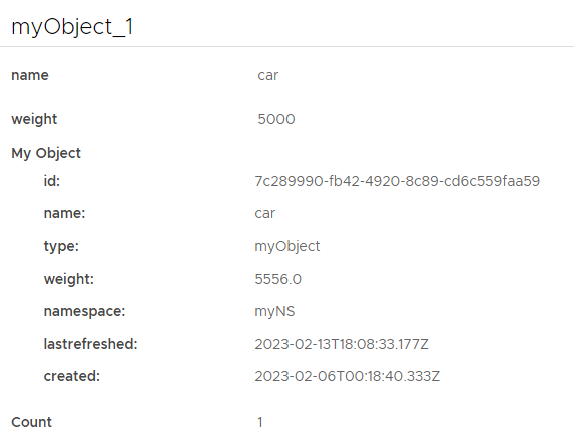 myObject_1
name car
weight 5000
My Object
id: 7c289990-fb42-4920-8c89-cd6c559faa59
name: car
type: myObject
weight: 5556.0
namespace: myNS
lastrefreshed: 2023-02-13T18:08:33.177Z
created: 2023-02-06T00:18:40.333Z
Count 1